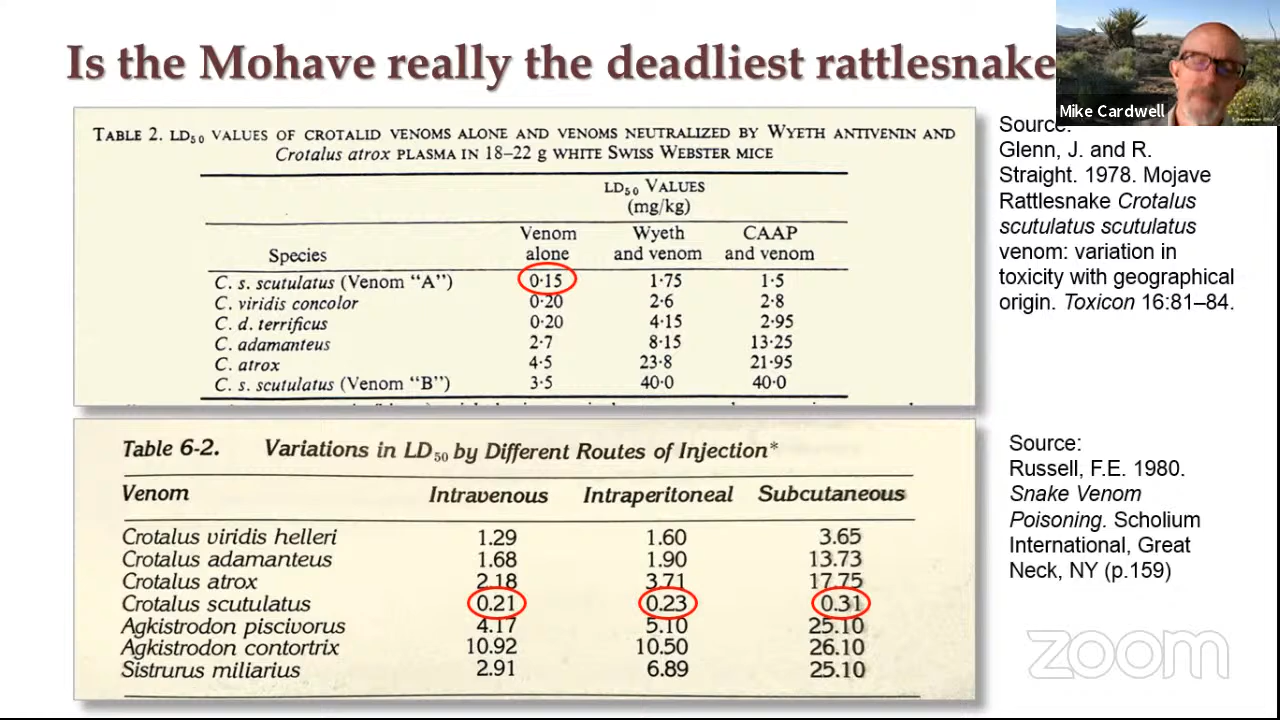 Is the Mohave really the deadliest rattlesnake
Mike Cardwell
TABLE 2. LD50 VALUES OF CROTALID VENOMS ALONE AND VENOMS NEUTRALIZED BY WYETH ANTIVENIN AND
Crotalus atrox PLASMA IN 18–22 g WHITE SWISS WEBSTER MICE
LD50 VALUES
(mg/kg)
Venom Wyeth CAAP
Species alone and venom and venom
C. s. scutulatus (Venom "A") 0·15 1·75 1·5
C. viridis concolor 0·20 2·6 2·8
C. d. terrificus 0·20 4·15 2·95
C. adamanteus 2·7 8·15 13·25
C. atrox 4·5 23·8 21·95
C. s. scutulatus (Venom "B") 3·5 40·0 40·0
Source:
Glenn, J. and R.
Straight. 1978. Mojave
Rattlesnake Crotalus
scutulatus scutulatus
venom: variation in
toxicity with geographical
origin. Toxicon 16:81–84.
Table 6-2. Variations in LD50 by Different Routes of Injection*
Venom Intravenous Intraperitoneal Subcutaneous
Crotalus viridis helleri 1.29 1.60 3.65
Crotalus adamanteus 1.68 1.90 13.73
Crotalus atrox 2.18 3.71 17.75
Crotalus scutulatus 0.21 0.23 0.31
Agkistrodon piscivorus 4.17 5.10 25.10
Agkistrodon contortrix 10.92 10.50 26.10
Sistrurus miliarius 2.91 6.89 25.10
Source:
Russell, F.E. 1980.
Snake Venom
Poisoning. Scholium
International, Great
Neck, NY (p.159)
zoom